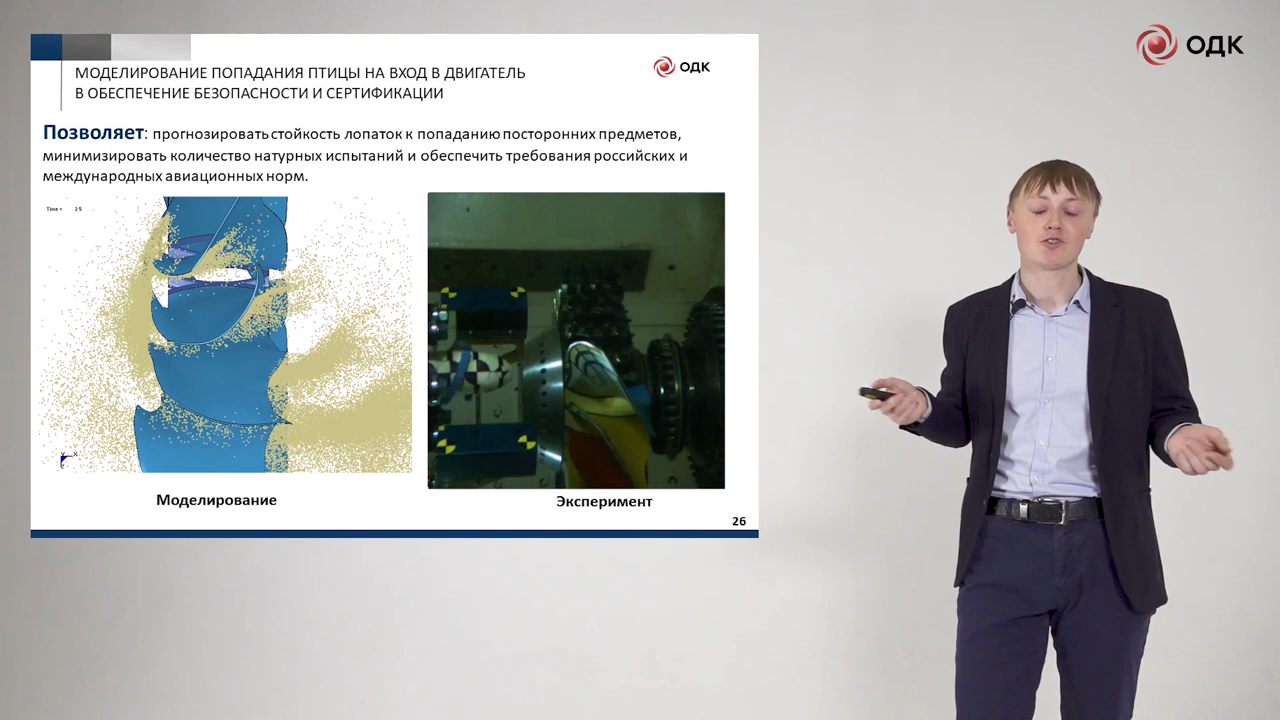 ОДК
МОДЕЛИРОВАНИЕ ПОПАДАНИЯ ПТИЦЫ НА ВХОД В ДВИГАТЕЛЬ
В ОБЕСПЕЧЕНИЕ БЕЗОПАСНОСТИ И СЕРТИФИКАЦИИ
ОДК
Позволяет: прогнозировать стойкость лопаток к попаданию посторонних предметов,
минимизировать количество натурных испытаний и обеспечить требования российских и
международных авиационных норм.
Time = 2.5
Моделирование
Эксперимент
26